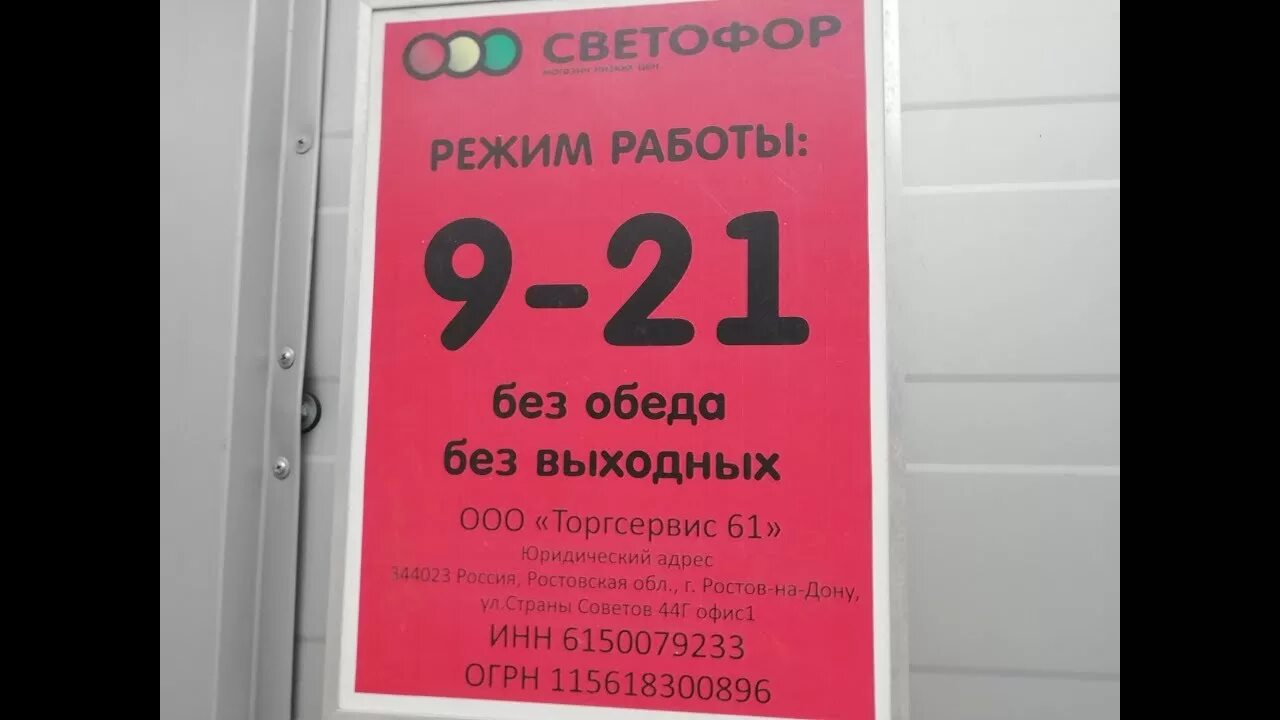 СВЕТОФОР
магазин низких цен
РЕЖИМ РАБОТЫ:
9-21
без обеда
без выходных
ООО «Торгсервис 61»
Юридический адрес
344023 Россия, Ростовская обл., г. Ростов-на-Дону,
ул.Страны Советов 44Г офис1
ИНН 6150079233
ОГРН 115618300896